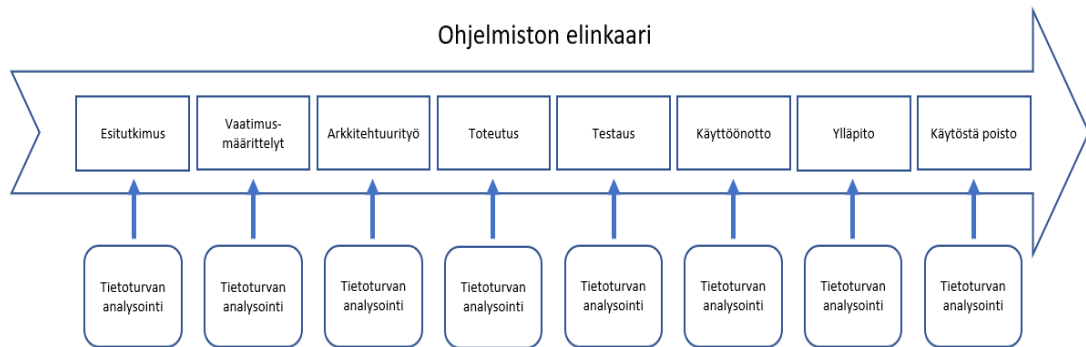 Ohjelmiston elinkaari
Esitutkimus
Vaatimus-
määrittelyt
Arkkitehtuurityö
Toteutus
Testaus
Käyttöönotto
Ylläpito
Käytöstä poisto
Tietoturvan
analysointi
Tietoturvan
analysointi
Tietoturvan
analysointi
Tietoturvan
analysointi
Tietoturvan
analysointi
Tietoturvan
analysointi
Tietoturvan
analysointi
Tietoturvan
analysointi